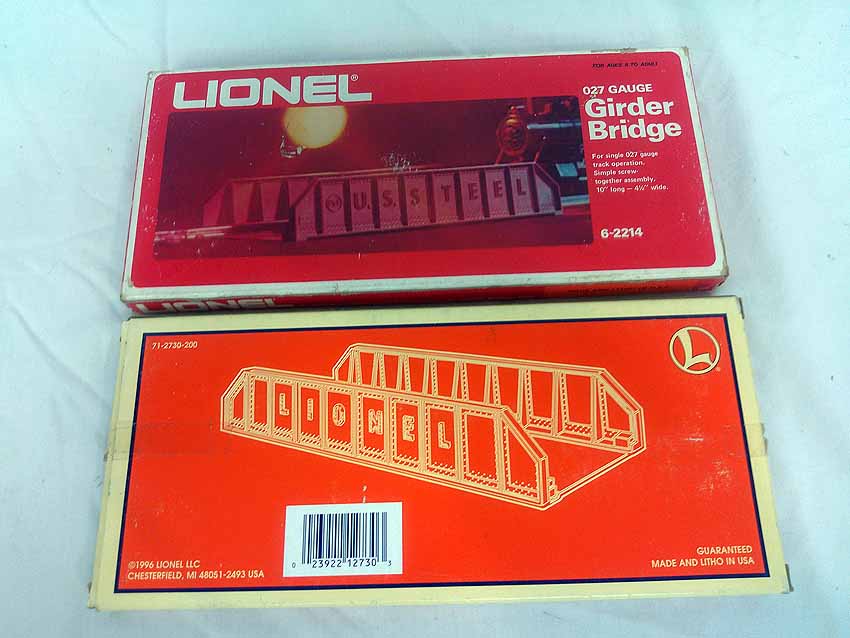 LIONEL®
FOR AGES 8 TO ADULT
027 GAUGE
Girder
Bridge
For single 027 gauge
track operation.
Simple screw-
together assembly.
10" long — 4½" wide.
U.S. STEEL
6-2214
LIONEL
71-2730-200
L
LIONEL
0 23922 12730 3
©1996 LIONEL LLC
CHESTERFIELD, MI 48051-2493 USA
GUARANTEED
MADE AND LITHO IN USA